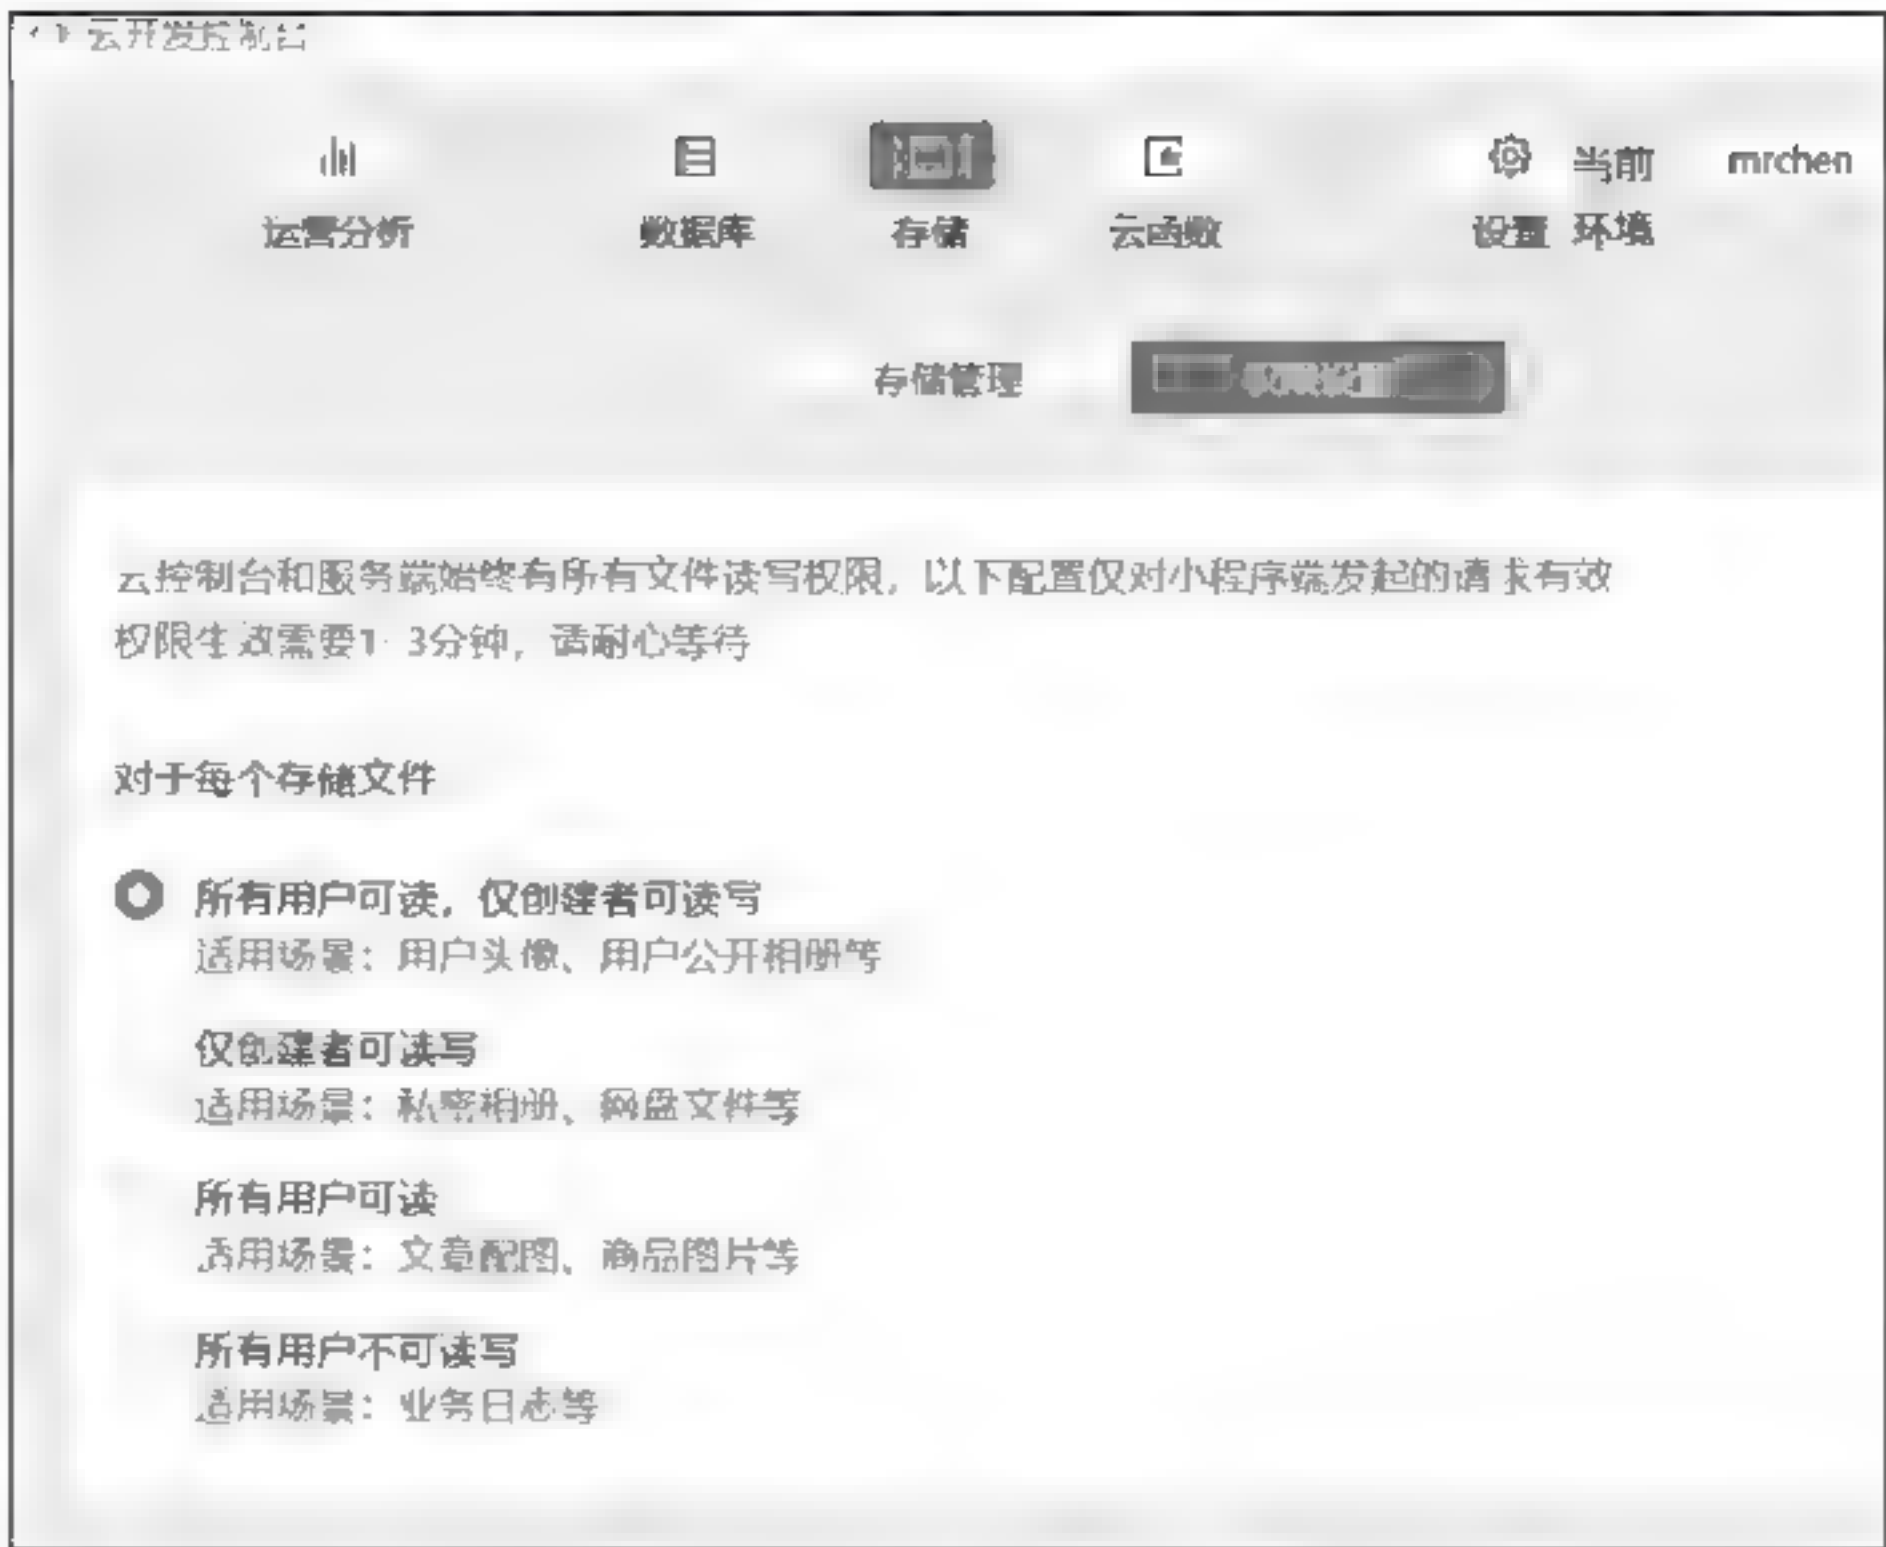 云开发控制台
运营分析 数据库 存储 云函数 设置 当前环境 mrchen
存储管理 权限设置
云控制台和服务端始终有所有文件读写权限，以下配置仅对小程序端发起的请求有效
权限生效需要1-3分钟，请耐心等待
对于每个存储文件
所有用户可读，仅创建者可读写
适用场景：用户头像、用户公开相册等
仅创建者可读写
适用场景：私密相册、网盘文件等
所有用户可读
适用场景：文章配图、商品图片等
所有用户不可读写
适用场景：业务日志等